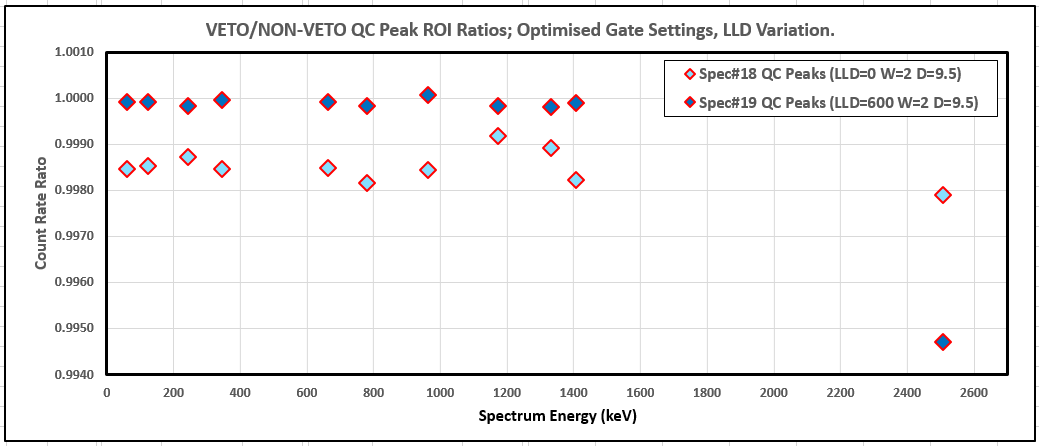 VETO/NON-VETO QC Peak ROI Ratios; Optimised Gate Settings, LLD Variation.
1.0010
1.0000
0.9990
0.9980
0.9970
0.9960
0.9950
0.9940
Count Rate Rato
Spec#18 QC Peaks (LLD=0 W=2 D=9.5)
Spec#19 QC Peaks (LLD=600 W=2 D=9.5)
0 200 400 600 800 1000 1200 1400 1600 1800 2000 2200 2400 2600
Spectrum Energy (keV)